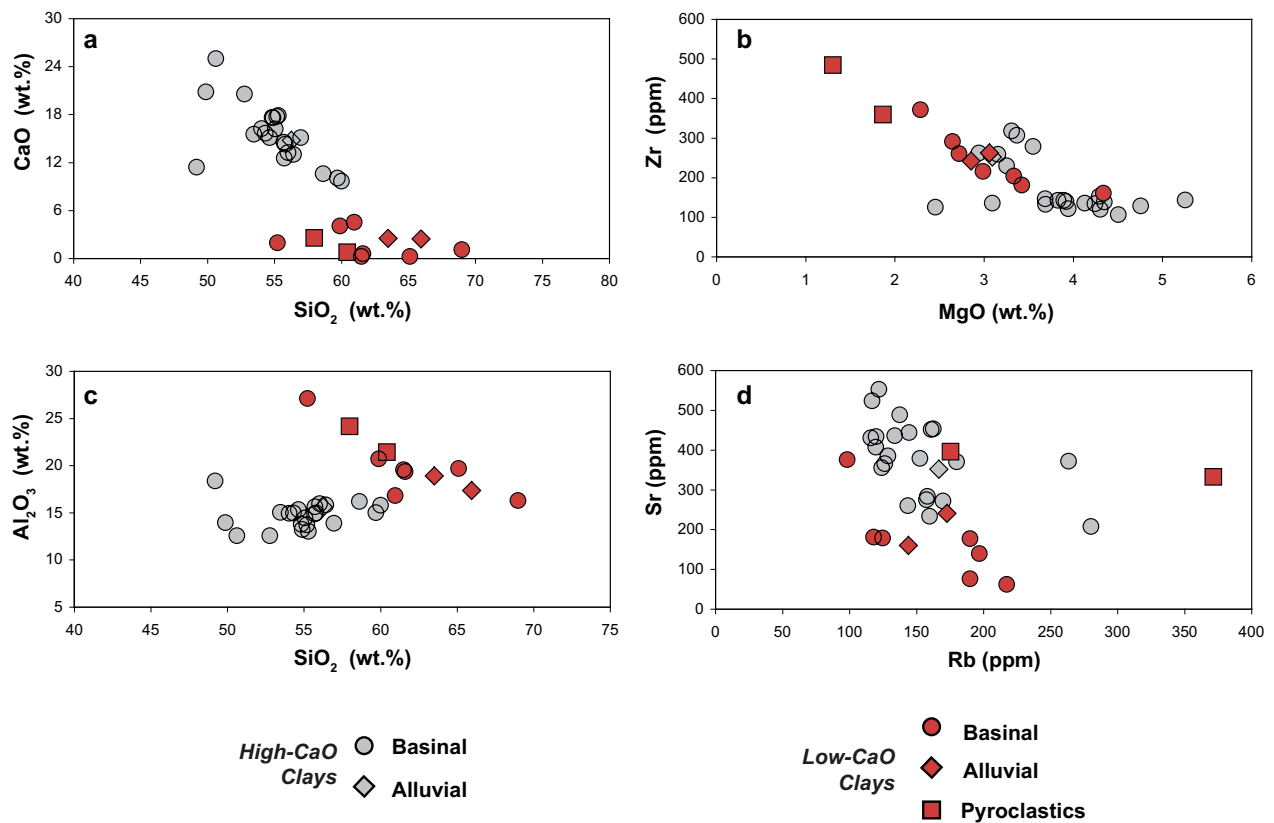 a
CaO (wt.%)
30
24
18
12
6
0
40 45 50 55 60 65 70 75 80
SiO2 (wt.%)
b
Zr (ppm)
600
500
400
300
200
100
0
0 1 2 3 4 5 6
MgO (wt.%)
c
Al2O3 (wt.%)
30
25
20
15
10
5
40 45 50 55 60 65 70 75
SiO2 (wt.%)
d
Sr (ppm)
600
500
400
300
200
100
0
0 50 100 150 200 250 300 350 400
Rb (ppm)
High-CaO
Clays
Basinal
Alluvial
Low-CaO
Clays
Basinal
Alluvial
Pyroclastics